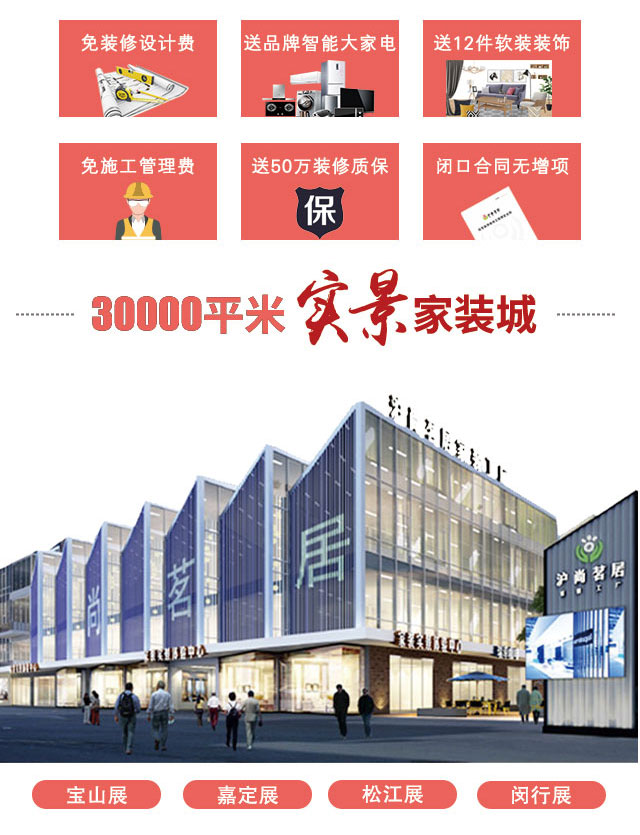 免装修设计费
送品牌智能大家电
送12件软装装饰
免施工管理费
送50万装修质保
闭口合同无增项
保
30000平米实景家装城
尚茗居
沪尚茗居
宝山展
嘉定展
松江展
闵行展